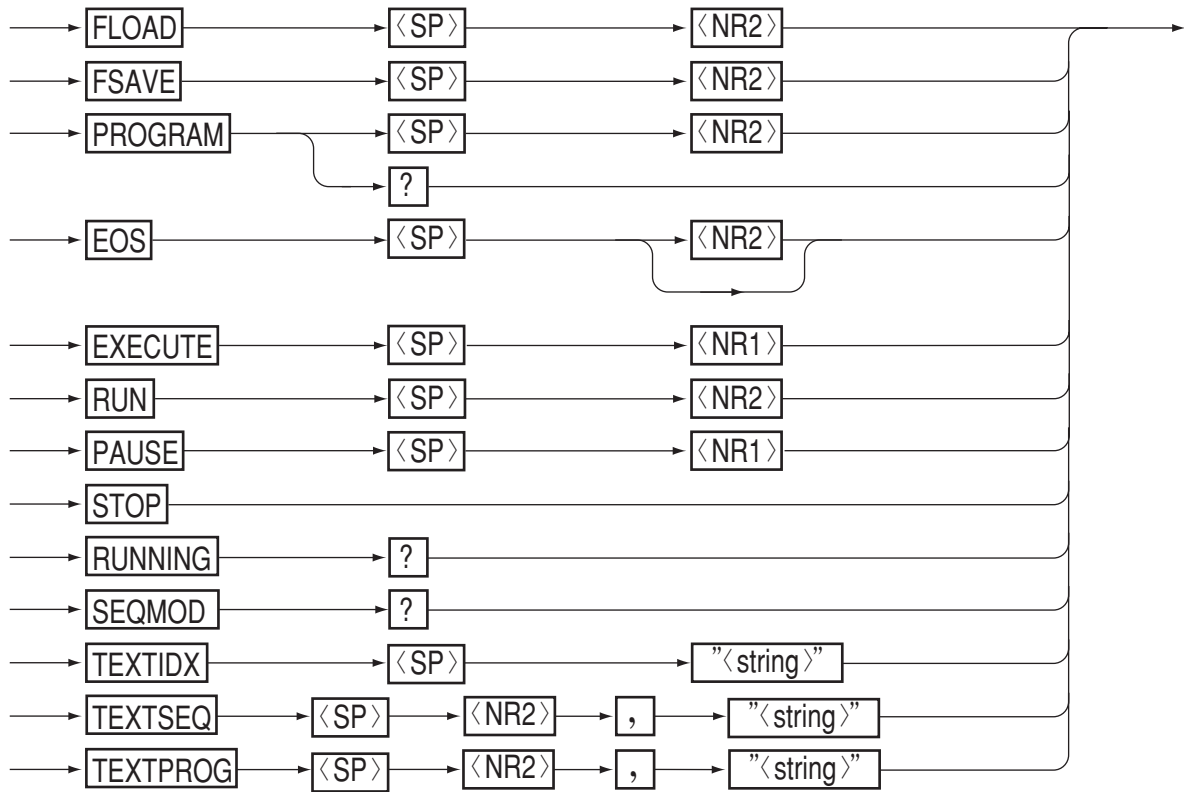 FLOAD 〈SP〉 〈NR2〉
FSAVE 〈SP〉 〈NR2〉
PROGRAM 〈SP〉 〈NR2〉
?
EOS 〈SP〉 〈NR2〉
EXECUTE 〈SP〉 〈NR1〉
RUN 〈SP〉 〈NR2〉
PAUSE 〈SP〉 〈NR1〉
STOP
RUNNING ?
SEQMOD ?
TEXTIDX 〈SP〉 ”〈string〉”
TEXTSEQ 〈SP〉 〈NR2〉 , ”〈string〉”
TEXTPROG 〈SP〉 〈NR2〉 , ”〈string〉”